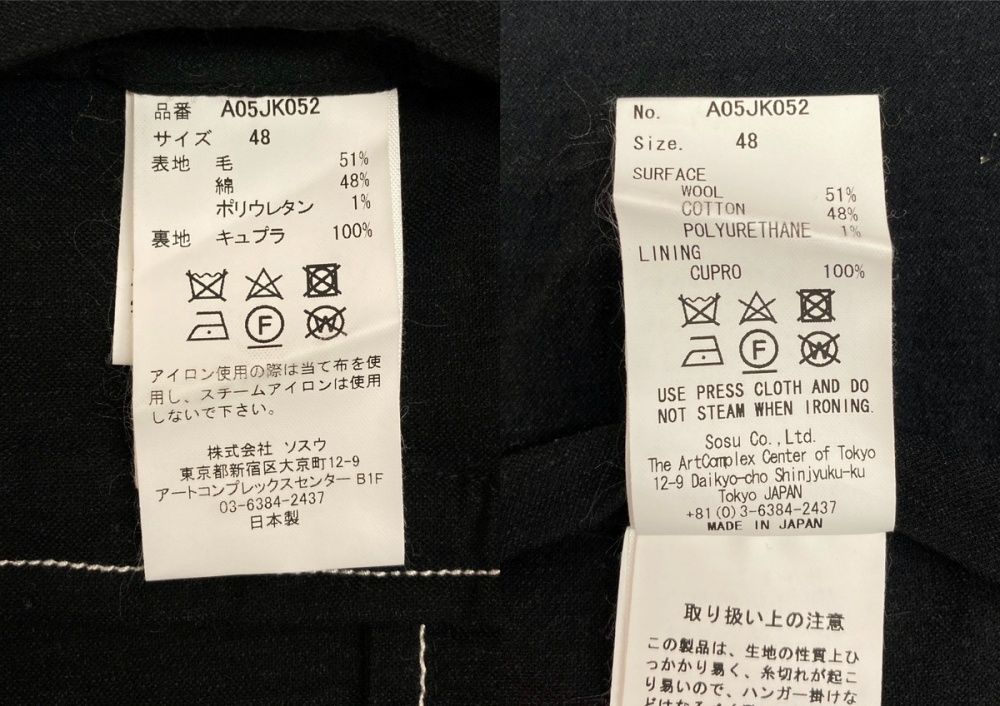 品番 A05JK052
サイズ 48
表地 毛 51%
綿 48%
ポリウレタン 1%
裏地 キュプラ 100%
F W
アイロン使用の際は当て布を使
用し、スチームアイロンは使用
しないで下さい。
株式会社 ソスウ
東京都新宿区大京町12-9
アートコンプレックスセンター B1F
03-6384-2437
日本製
No. A05JK052
Size. 48
SURFACE
WOOL 51%
COTTON 48%
POLYURETHANE 1%
LINING
CUPRO 100%
F W
USE PRESS CLOTH AND DO
NOT STEAM WHEN IRONING.
Sosu Co.,Ltd.
The ArtComplex Center of Tokyo
12-9 Daikyo-cho Shinjyuku-ku
Tokyo JAPAN
+81(0)3-6384-2437
MADE IN JAPAN
取り扱い上の注意
この製品は、生地の性質上ひ
っかかり易く、糸切れが起こ
り易いので、ハンガー掛けな